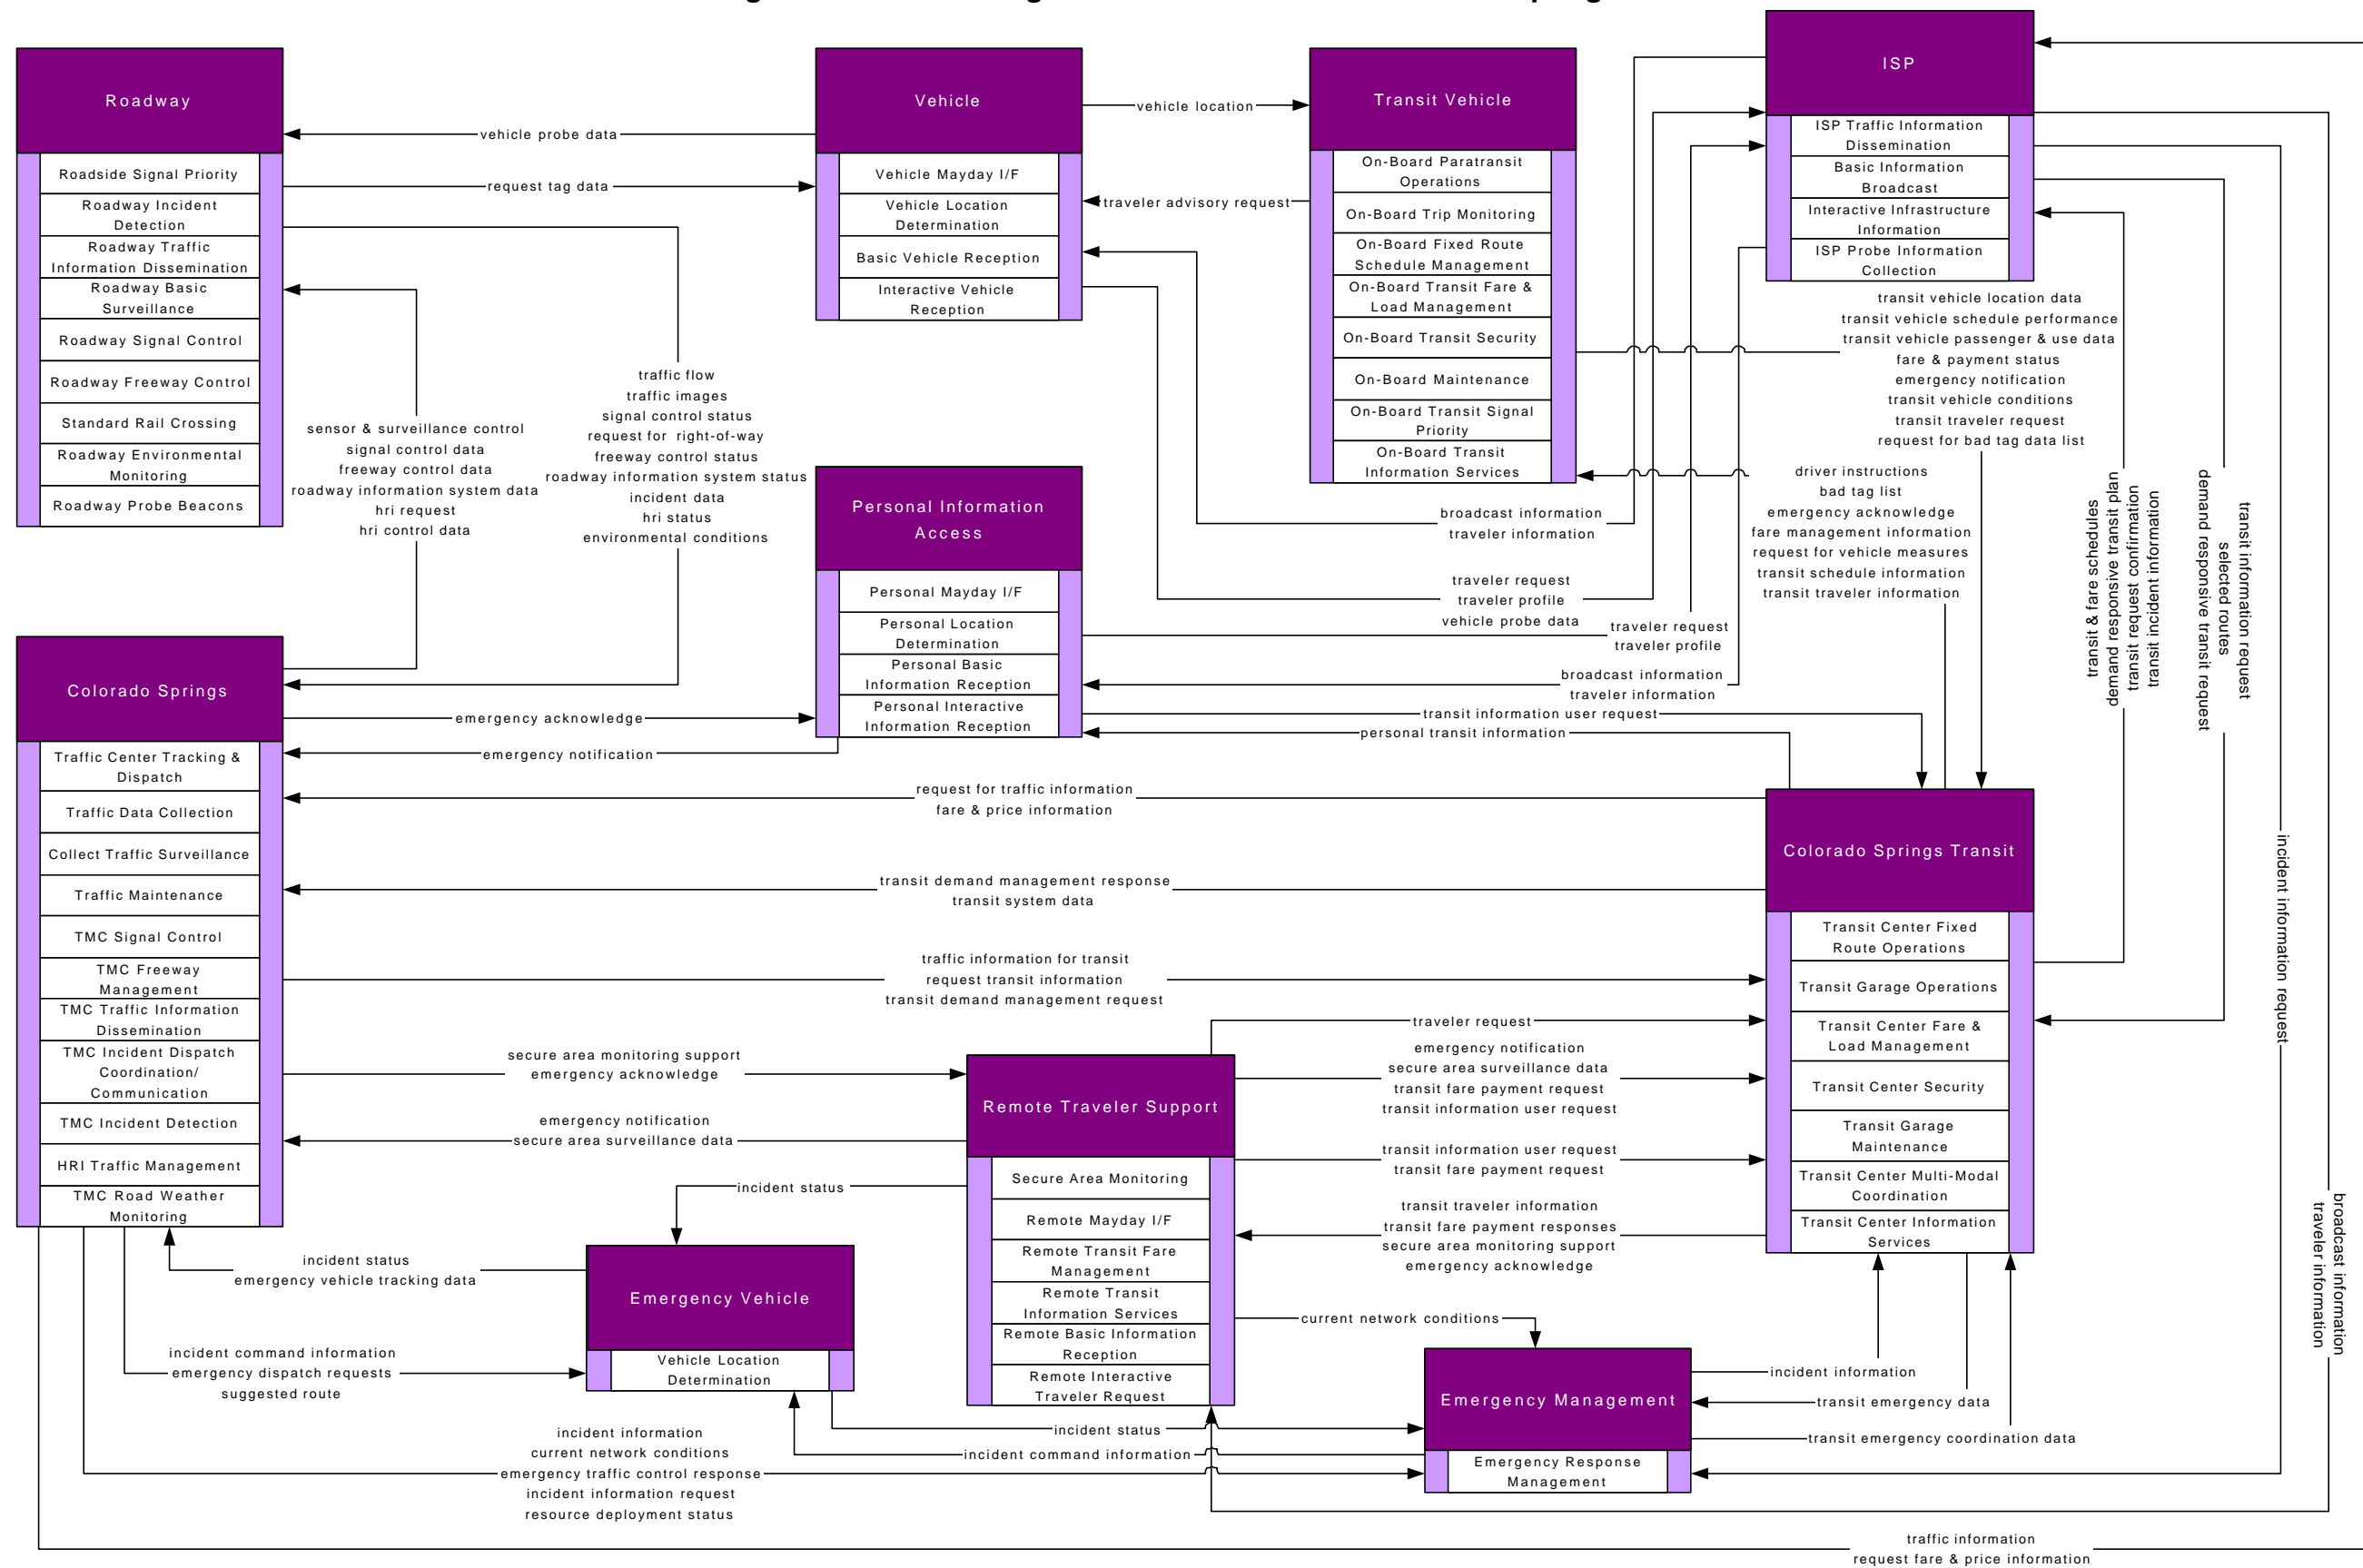 Roadway
Roadside Signal Priority
Roadway Incident
Detection
Roadway Traffic
Information Dissemination
Roadway Basic
Surveillance
Roadway Signal Control
Roadway Freeway Control
Standard Rail Crossing
Roadway Environmental
Monitoring
Roadway Probe Beacons
vehicle probe data
request tag data
Vehicle
Vehicle Mayday I/F
Vehicle Location
Determination
Basic Vehicle Reception
Interactive Vehicle
Reception
vehicle location
traveler advisory request
Transit Vehicle
On-Board Paratransit
Operations
On-Board Trip Monitoring
On-Board Fixed Route
Schedule Management
On-Board Transit Fare &
Load Management
On-Board Transit Security
On-Board Maintenance
On-Board Transit Signal
Priority
On-Board Transit
Information Services
ISP
ISP Traffic Information
Dissemination
Basic Information
Broadcast
Interactive Infrastructure
Information
ISP Probe Information
Collection
transit vehicle location data
transit vehicle schedule performance
transit vehicle passenger & use data
fare & payment status
emergency notification
transit vehicle conditions
transit traveler request
request for bad tag data list
driver instructions
bad tag list
emergency acknowledge
fare management information
request for vehicle measures
transit schedule information
transit traveler information
sensor & surveillance control
signal control data
freeway control data
roadway information system data
hri request
hri control data
traffic flow
traffic images
signal control status
request for right-of-way
freeway control status
roadway information system status
incident data
hri status
environmental conditions
Personal Information
Access
Personal Mayday I/F
Personal Location
Determination
Personal Basic
Information Reception
Personal Interactive
Information Reception
broadcast information
traveler information
traveler request
traveler profile
vehicle probe data
traveler request
traveler profile
broadcast information
traveler information
transit information user request
personal transit information
transit & fare schedules
demand responsive transit plan
transit request confirmation
transit incident information
transit information request
selected routes
demand responsive transit request
incident information request
broadcast information
traveler information
Colorado Springs
Traffic Center Tracking &
Dispatch
Traffic Data Collection
Collect Traffic Surveillance
Traffic Maintenance
TMC Signal Control
TMC Freeway
Management
TMC Traffic Information
Dissemination
TMC Incident Dispatch
Coordination/
Communication
TMC Incident Detection
HRI Traffic Management
TMC Road Weather
Monitoring
emergency acknowledge
emergency notification
request for traffic information
fare & price information
transit demand management response
transit system data
traffic information for transit
request transit information
transit demand management request
secure area monitoring support
emergency acknowledge
emergency notification
secure area surveillance data
Colorado Springs Transit
Transit Center Fixed
Route Operations
Transit Garage Operations
Transit Center Fare &
Load Management
Transit Center Security
Transit Garage
Maintenance
Transit Center Multi-Modal
Coordination
Transit Center Information
Services
Remote Traveler Support
Secure Area Monitoring
Remote Mayday I/F
Remote Transit Fare
Management
Remote Transit
Information Services
Remote Basic Information
Reception
Remote Interactive
Traveler Request
traveler request
emergency notification
secure area surveillance data
transit fare payment request
transit information user request
transit information user request
transit fare payment request
transit traveler information
transit fare payment responses
secure area monitoring support
emergency acknowledge
current network conditions
incident status
incident status
emergency vehicle tracking data
Emergency Vehicle
Vehicle Location
Determination
incident command information
emergency dispatch requests
suggested route
incident status
incident command information
incident information
current network conditions
emergency traffic control response
incident information request
resource deployment status
Emergency Management
Emergency Response
Management
incident information
transit emergency data
transit emergency coordination data
traffic information
request fare & price information